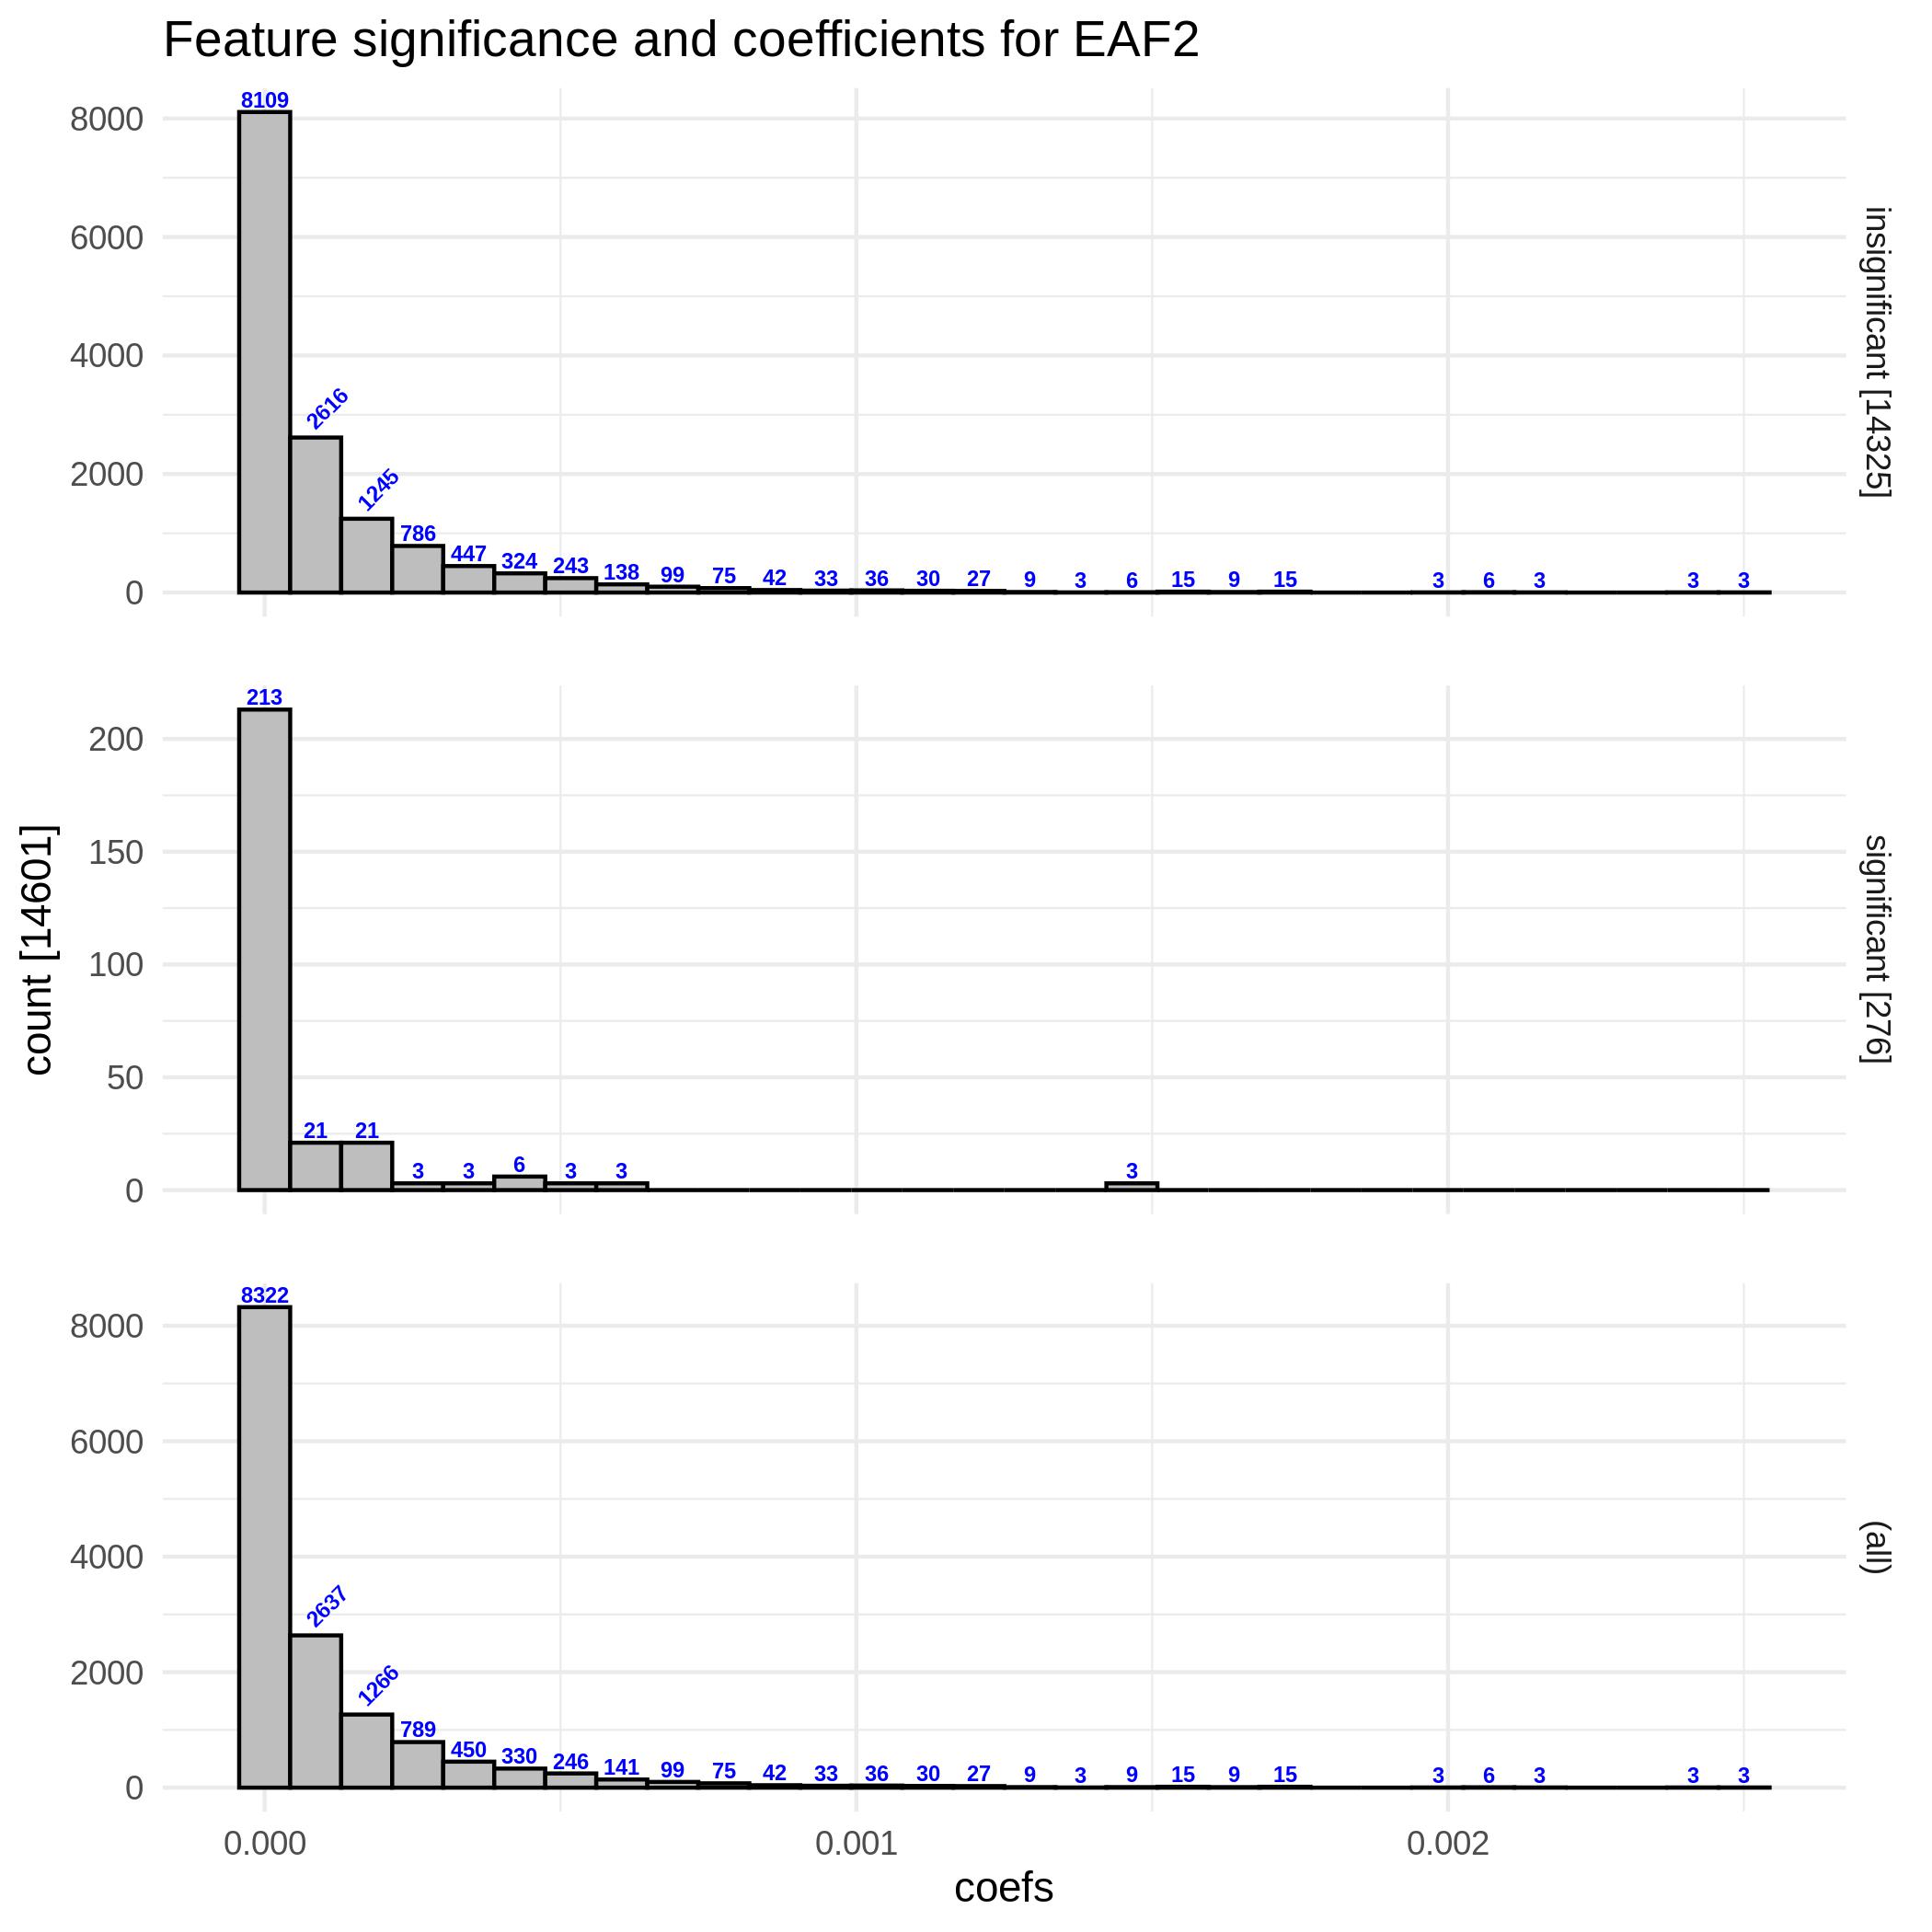 Feature significance and coefficients for EAF2
8109
8000
6000
4000
2616
2000
1245
786
447 324 243 138 99 75 42 33 36 30 27 9 3 6 15 9 15 3 6 3 3 3
0
insignificant [14325]
213
200
150
100
50
21 21
3 3 6 3 3 3
0
significant [276]
count [14601]
8322
8000
6000
4000
2637
2000
1266
789
450 330 246 141 99 75 42 33 36 30 27 9 3 9 15 9 15 3 6 3 3 3
0
(all)
0.000 0.001 0.002
coefs